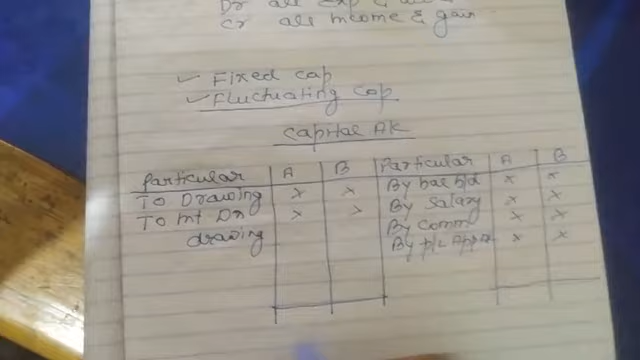 Cr all Income & gain
✓ Fixed cap
✓ Fluctuating Cap
Capital A/c
Particular A B Particular A B
To Drawing x x By bal b/d x x
To Int On x x By Salary x x
drawing By Comm x x
By P/L Appr x x